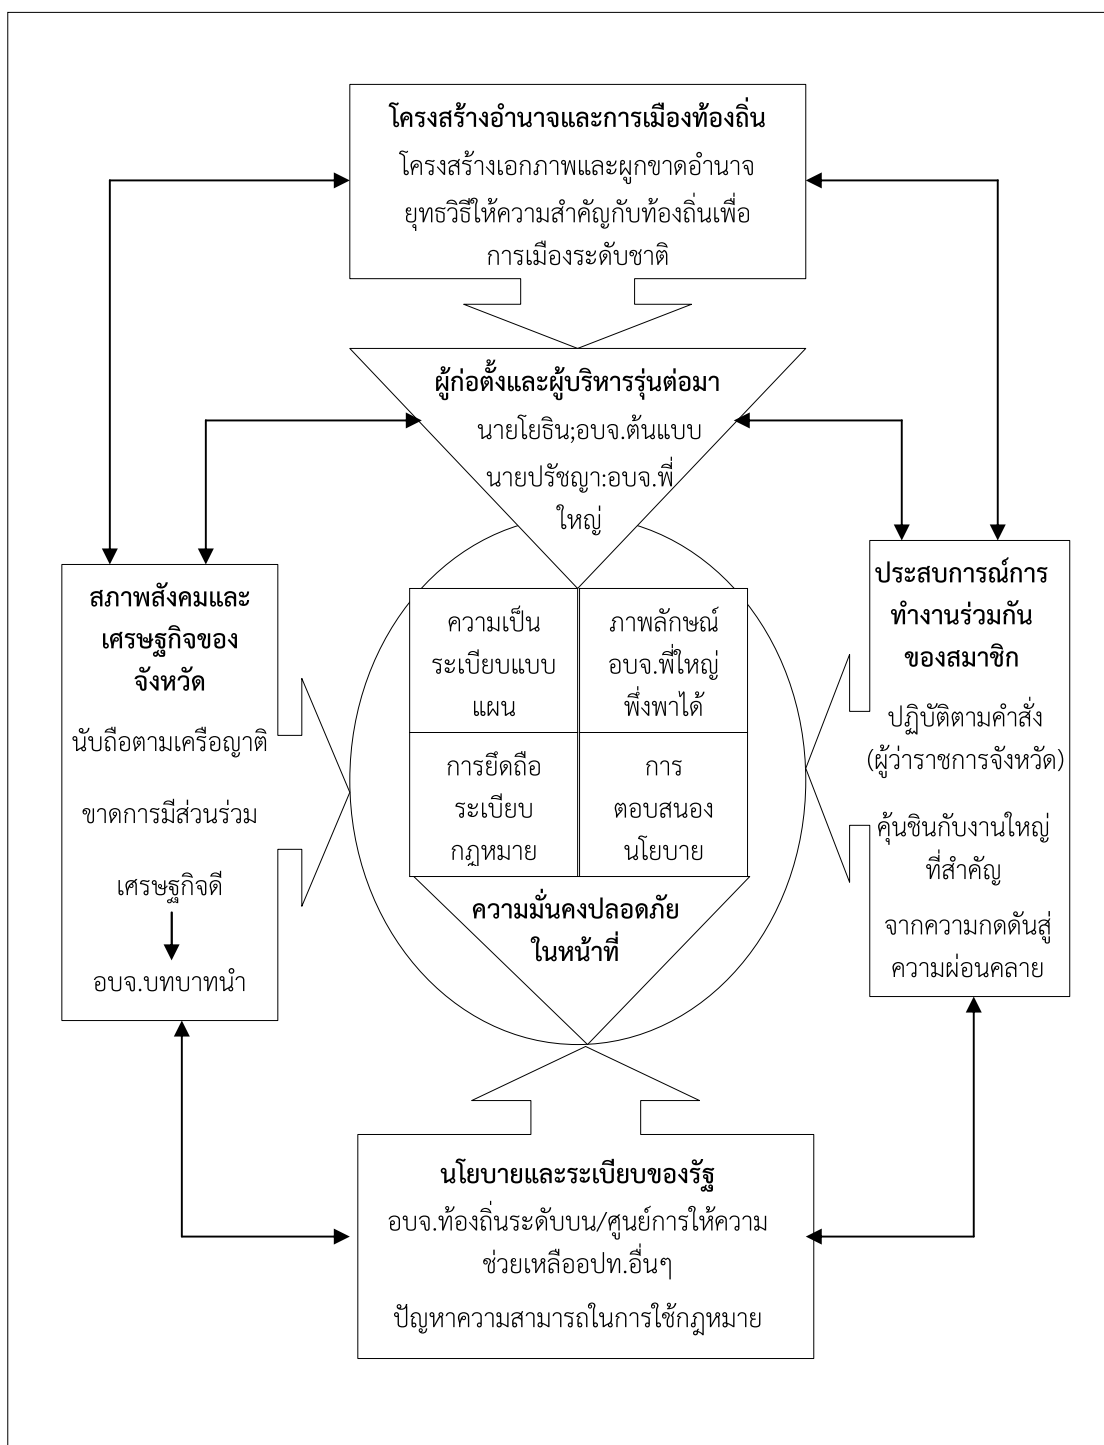 โครงสร้างอำนาจและการเมืองท้องถิ่น
โครงสร้างเอกภาพและผูกขาดอำนาจ
ยุทธวิธีให้ความสำคัญกับท้องถิ่นเพื่อ
การเมืองระดับชาติ
ผู้ก่อตั้งและผู้บริหารรุ่นต่อมา
นายโยธิน;อบจ.ต้นแบบ
นายปรัชญา:อบจ.พี่
ใหญ่
สภาพสังคมและ
เศรษฐกิจของ
จังหวัด
นับถือตามเครือญาติ
ขาดการมีส่วนร่วม
เศรษฐกิจดี
อบจ.บทบาทนำ
ความเป็น
ระเบียบแบบ
แผน
ภาพลักษณ์
อบจ.พี่ใหญ่
พึ่งพาได้
การยึดถือ
ระเบียบ
กฎหมาย
การ
ตอบสนอง
นโยบาย
ความมั่นคงปลอดภัย
ในหน้าที่
ประสบการณ์การ
ทำงานร่วมกัน
ของสมาชิก
ปฏิบัติตามคำสั่ง
(ผู้ว่าราชการจังหวัด)
คุ้นชินกับงานใหญ่
ที่สำคัญ
จากความกดดันสู่
ความผ่อนคลาย
นโยบายและระเบียบของรัฐ
อบจ.ท้องถิ่นระดับบน/ศูนย์การให้ความ
ช่วยเหลืออปท.อื่นๆ
ปัญหาความสามารถในการใช้กฎหมาย